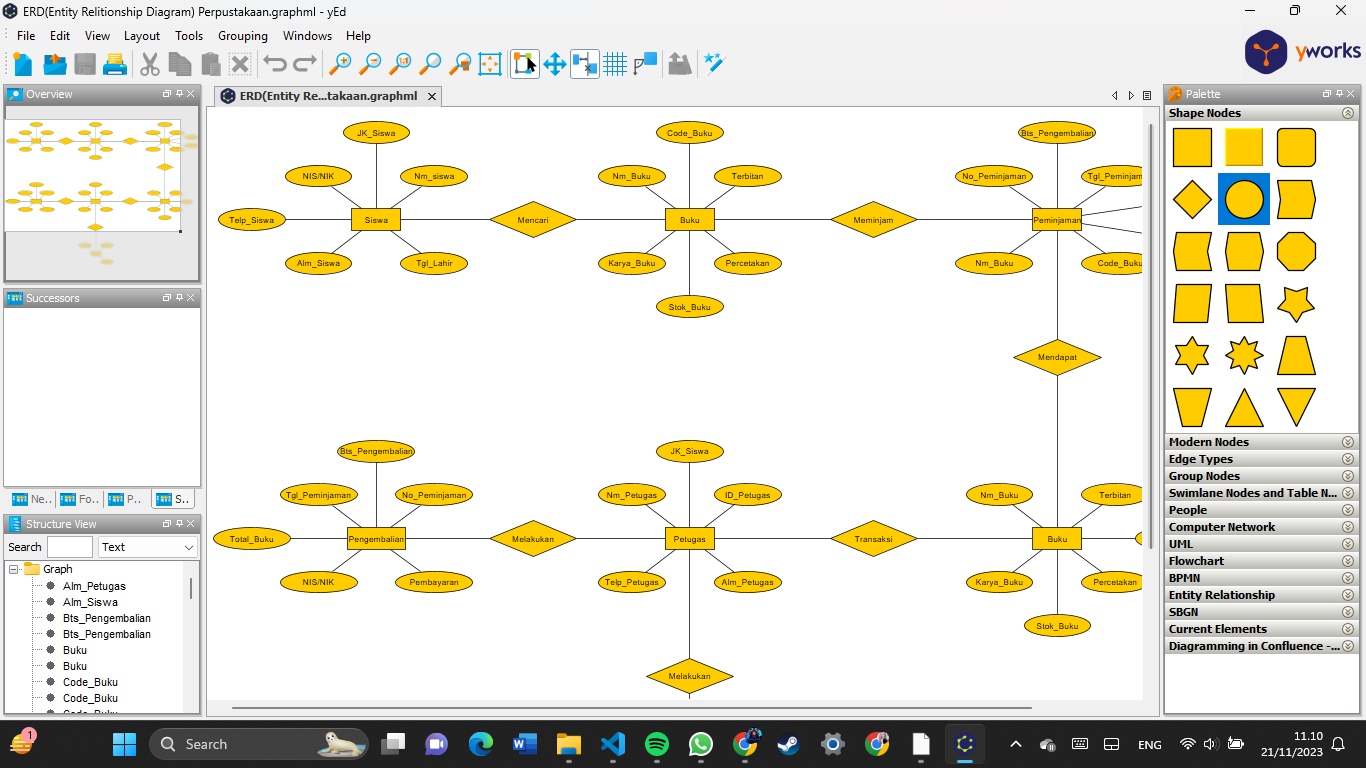 ERD(Entity Relitionship Diagram) Perpustakaan.graphml - yEd
File Edit View Layout Tools Grouping Windows Help
yworks
Overview
ERD(Entity Re...takaan.graphml
Palette
Shape Nodes
JK_Siswa
NIS/NIK
Nm_siswa
Telp_Siswa
Siswa
Alm_Siswa
Tgl_Lahir
Mencari
Code_Buku
Nm_Buku
Terbitan
Buku
Karya_Buku
Percetakan
Stok_Buku
Meminjam
Bts_Pengembalian
No_Peminjaman
Tgl_Peminjam
Peminjaman
Nm_Buku
Code_Buku
Mendapat
Bts_Pengembalian
Tgl_Peminjaman
No_Peminjaman
Total_Buku
Pengembalian
NIS/NIK
Pembayaran
Melakukan
JK_Siswa
Nm_Petugas
ID_Petugas
Petugas
Telp_Petugas
Alm_Petugas
Transaksi
Nm_Buku
Terbitan
Buku
Karya_Buku
Percetakan
Stok_Buku
Melakukan
Successors
Ne.. Fo.. P.. S..
Structure View
Search Text
Graph
Alm_Petugas
Alm_Siswa
Bts_Pengembalian
Bts_Pengembalian
Buku
Buku
Code_Buku
Code_Buku
Modern Nodes
Edge Types
Group Nodes
Swimlane Nodes and Table N...
People
Computer Network
UML
Flowchart
BPMN
Entity Relationship
SBGN
Current Elements
Diagramming in Confluence -...
1
Search
ENG
11.10
21/11/2023